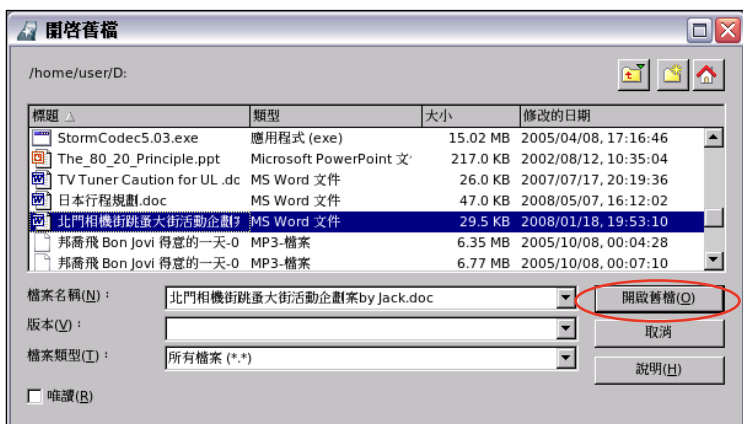 開啓舊檔
/home/user/D:
標題 類型 大小 修改的日期
StormCodec5.03.exe 應用程式 (exe) 15.02 MB 2005/04/08, 17:16:46
The_80_20_Principle.ppt Microsoft PowerPoint 文 217.0 KB 2002/08/12, 10:35:04
TV Tuner Caution for UL .dc MS Word 文件 26.0 KB 2007/07/17, 20:19:36
日本行程規劃.doc MS Word 文件 47.0 KB 2008/05/07, 16:12:02
北門相機街跳蚤大街活動企劃 MS Word 文件 29.5 KB 2008/01/18, 19:53:10
邦喬飛 Bon Jovi 得意的一天-0 MP3-檔案 6.35 MB 2005/10/08, 00:04:28
邦喬飛 Bon Jovi 得意的一天-0 MP3-檔案 6.77 MB 2005/10/08, 00:07:10
檔案名稱(N)： 北門相機街跳蚤大街活動企劃案by Jack.doc 開啟舊檔(O)
版本(V)： 取消
檔案類型(T)： 所有檔案 (*.*) 說明(H)
唯讀(R)